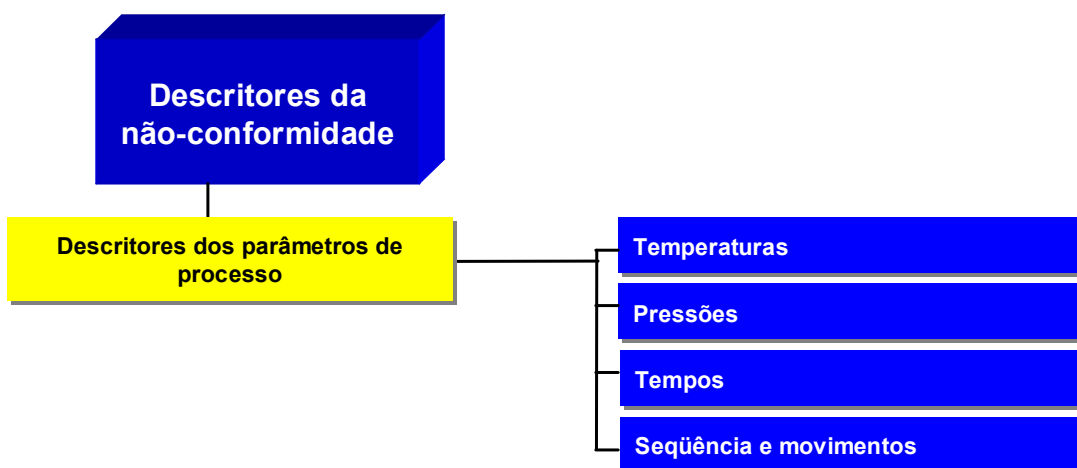 Descritores da
não-conformidade
Descritores dos parâmetros de
processo
Temperaturas
Pressões
Tempos
Seqüência e movimentos